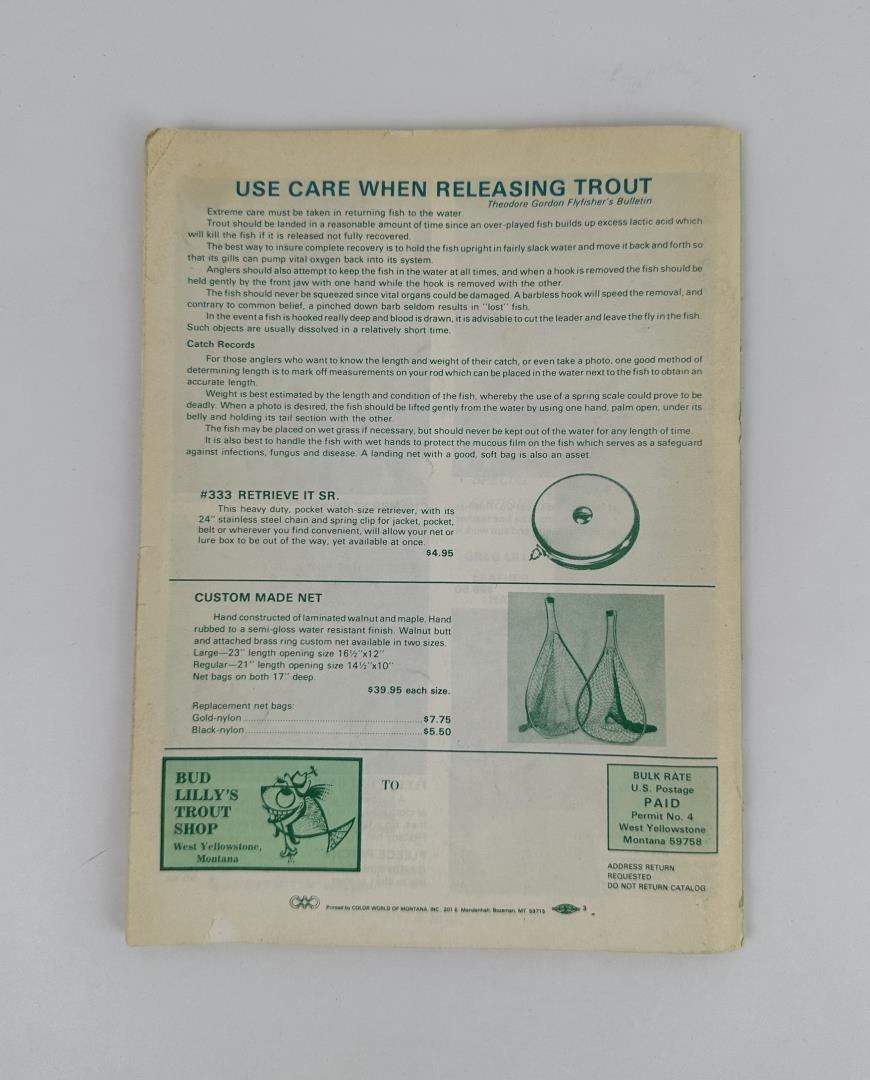 USE CARE WHEN RELEASING TROUT
Theodore Gordon Flyfisher's Bulletin
Extreme care must be taken in returning fish to the water.
Trout should be landed in a reasonable amount of time since an over-played fish builds up excess lactic acid which
will kill the fish if it is released not fully recovered.
The best way to insure complete recovery is to hold the fish upright in fairly slack water and move it back and forth so
that its gills can pump vital oxygen back into its system.
Anglers should also attempt to keep the fish in the water at all times, and when a hook is removed the fish should be
held gently by the front jaw with one hand while the hook is removed with the other.
The fish should never be squeezed since vital organs could be damaged. A barbless hook will speed the removal, and
contrary to common belief, a pinched down barb seldom results in "lost" fish.
In the event a fish is hooked really deep and blood is drawn, it is advisable to cut the leader and leave the fly in the fish.
Such objects are usually dissolved in a relatively short time.
Catch Records
For those anglers who want to know the length and weight of their catch, or even take a photo, one good method of
determining length is to mark off measurements on your rod which can be placed in the water next to the fish to obtain an
accurate length.
Weight is best estimated by the length and condition of the fish, whereby the use of a spring scale could prove to be
deadly. When a photo is desired, the fish should be lifted gently from the water by using one hand, palm open, under its
belly and holding its tail section with the other.
The fish may be placed on wet grass if necessary, but should never be kept out of the water for any length of time.
It is also best to handle the fish with wet hands to protect the mucous film on the fish which serves as a safeguard
against infections, fungus and disease. A landing net with a good, soft bag is also an asset.
#333 RETRIEVE IT SR.
This heavy duty, pocket watch-size retriever, with its
24" stainless steel chain and spring clip for jacket, pocket,
belt or wherever you find convenient, will allow your net or
lure box to be out of the way, yet available at once.
$4.95
CUSTOM MADE NET
Hand constructed of laminated walnut and maple. Hand
rubbed to a semi-gloss water resistant finish. Walnut butt
and attached brass ring custom net available in two sizes.
Large—23" length opening size 16½"x12"
Regular—21" length opening size 14½"x10"
Net bags on both 17" deep.
$39.95 each size.
Replacement net bags:
Gold-nylon $7.75
Black-nylon $5.50
BUD
LILLY'S
TROUT
SHOP
West Yellowstone,
Montana
TO
BULK RATE
U.S. Postage
PAID
Permit No. 4
West Yellowstone
Montana 59758
ADDRESS RETURN
REQUESTED
DO NOT RETURN CATALOG
Printed by COLOR WORLD OF MONTANA, INC., 201 E. Mendenhall, Bozeman, MT 59715 3